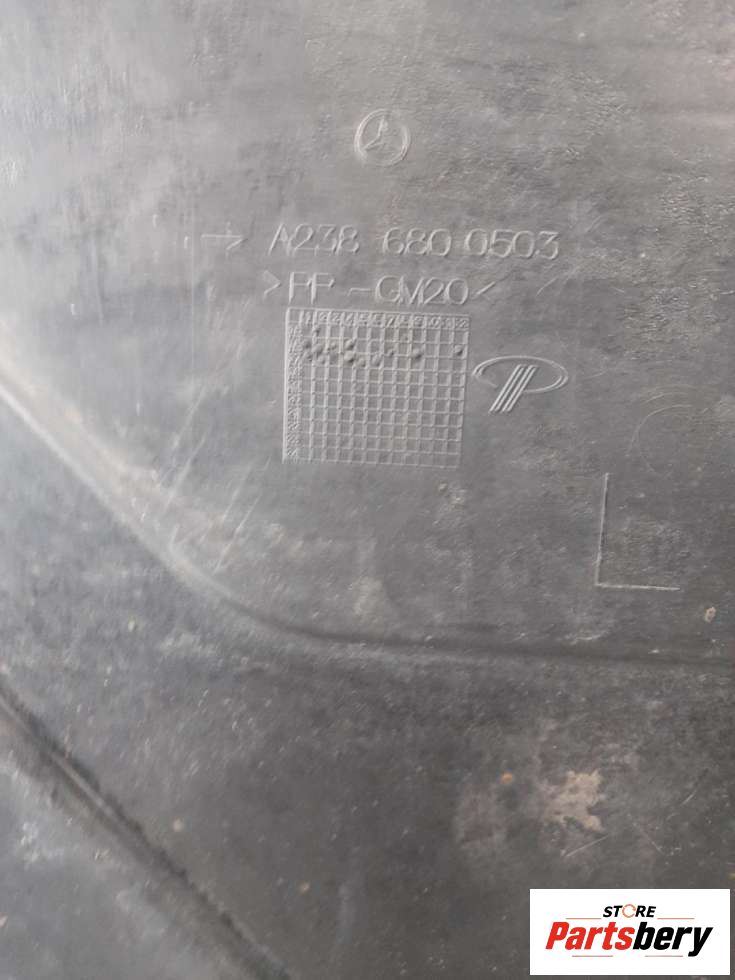 A238 680 0503
>PP-GM20<
STORE
Partsbery